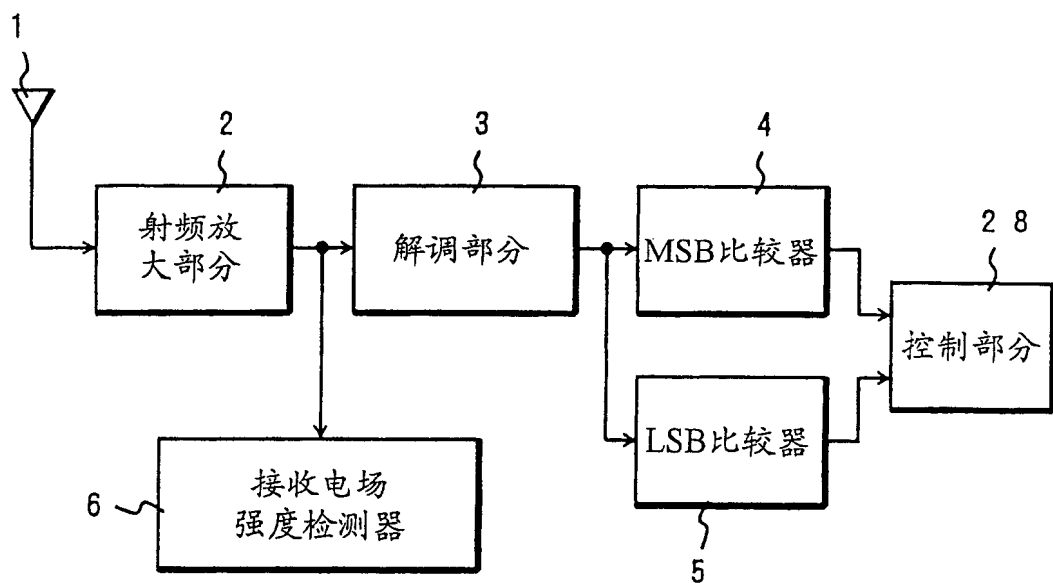 1
2
3
4
射频放
大部分
解调部分
MSB比较器
2 8
控制部分
LSB比较器
5
6
接收电场
强度检测器